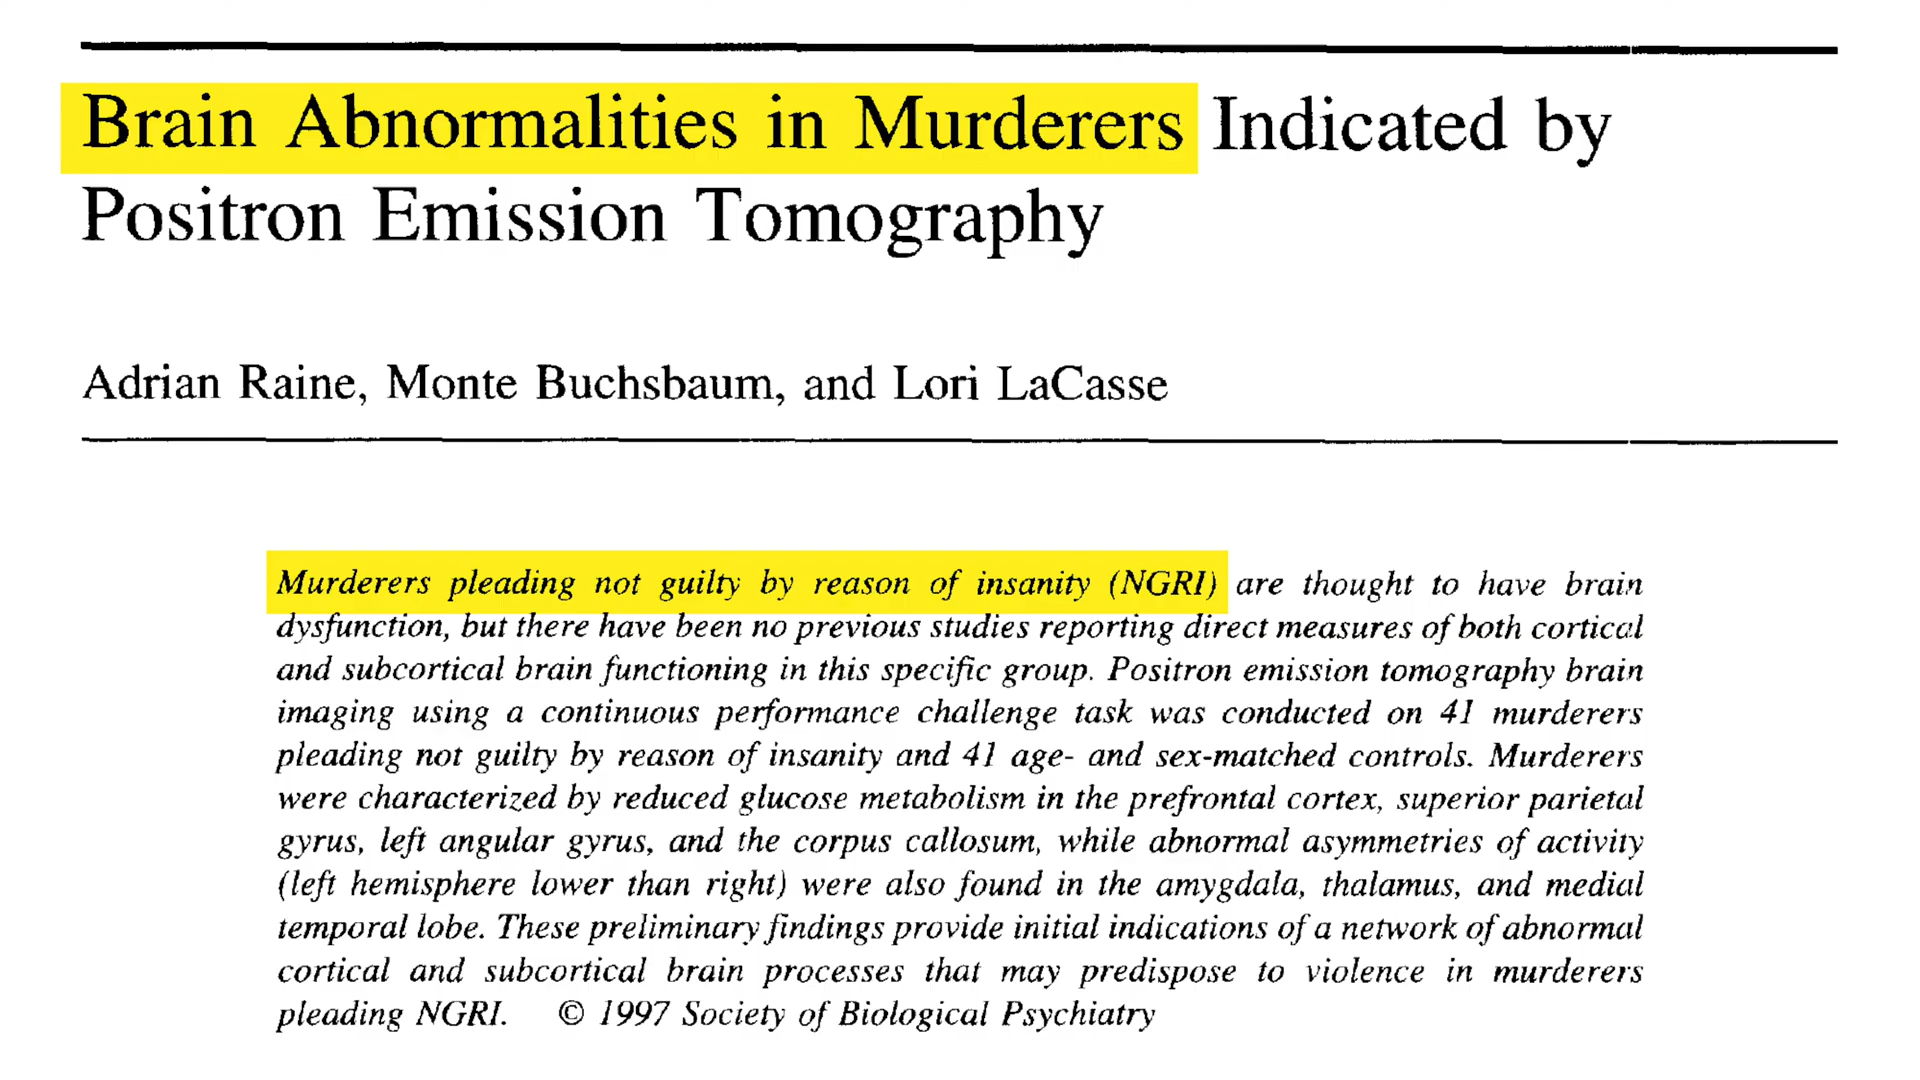 Brain Abnormalities in Murderers Indicated by
Positron Emission Tomography
Adrian Raine, Monte Buchsbaum, and Lori LaCasse
Murderers pleading not guilty by reason of insanity (NGRI) are thought to have brain
dysfunction, but there have been no previous studies reporting direct measures of both cortical
and subcortical brain functioning in this specific group. Positron emission tomography brain
imaging using a continuous performance challenge task was conducted on 41 murderers
pleading not guilty by reason of insanity and 41 age- and sex-matched controls. Murderers
were characterized by reduced glucose metabolism in the prefrontal cortex, superior parietal
gyrus, left angular gyrus, and the corpus callosum, while abnormal asymmetries of activity
(left hemisphere lower than right) were also found in the amygdala, thalamus, and medial
temporal lobe. These preliminary findings provide initial indications of a network of abnormal
cortical and subcortical brain processes that may predispose to violence in murderers
pleading NGRI. © 1997 Society of Biological Psychiatry